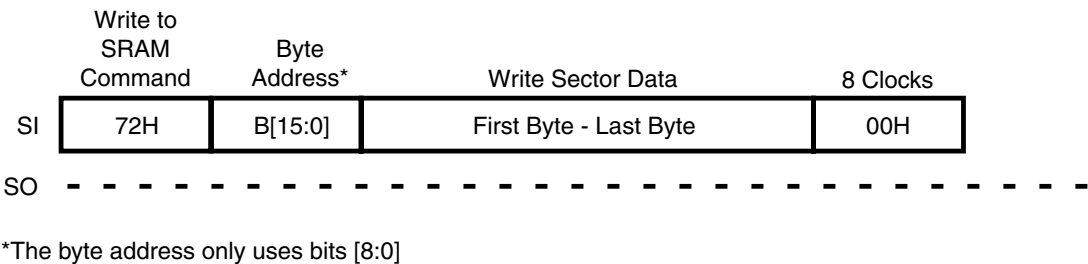 Write to
SRAM
Command
Byte
Address*
Write Sector Data
8 Clocks
SI
72H
B[15:0]
First Byte - Last Byte
00H
SO
*The byte address only uses bits [8:0]